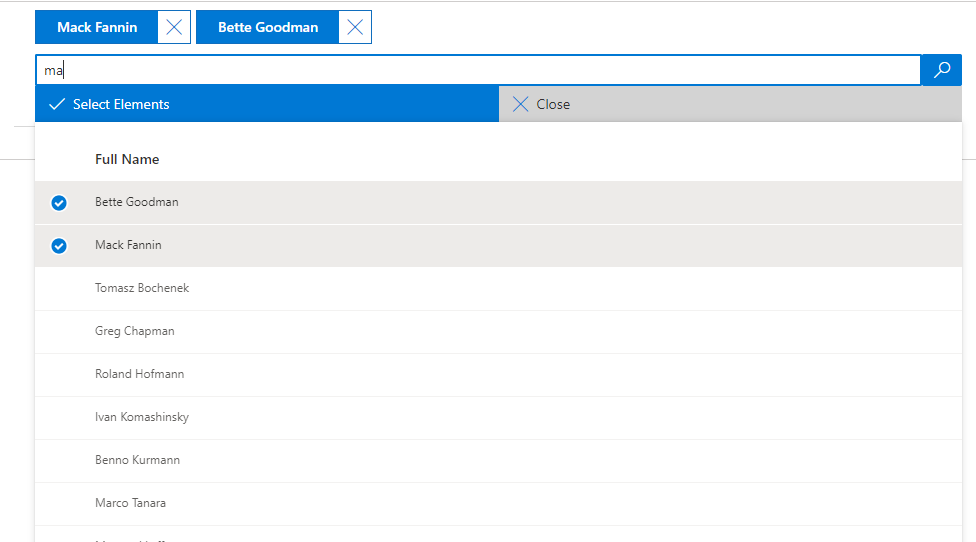 Mack Fannin Bette Goodman
ma
Select Elements Close
Full Name
Bette Goodman
Mack Fannin
Tomasz Bochenek
Greg Chapman
Roland Hofmann
Ivan Komashinsky
Benno Kurmann
Marco Tanara